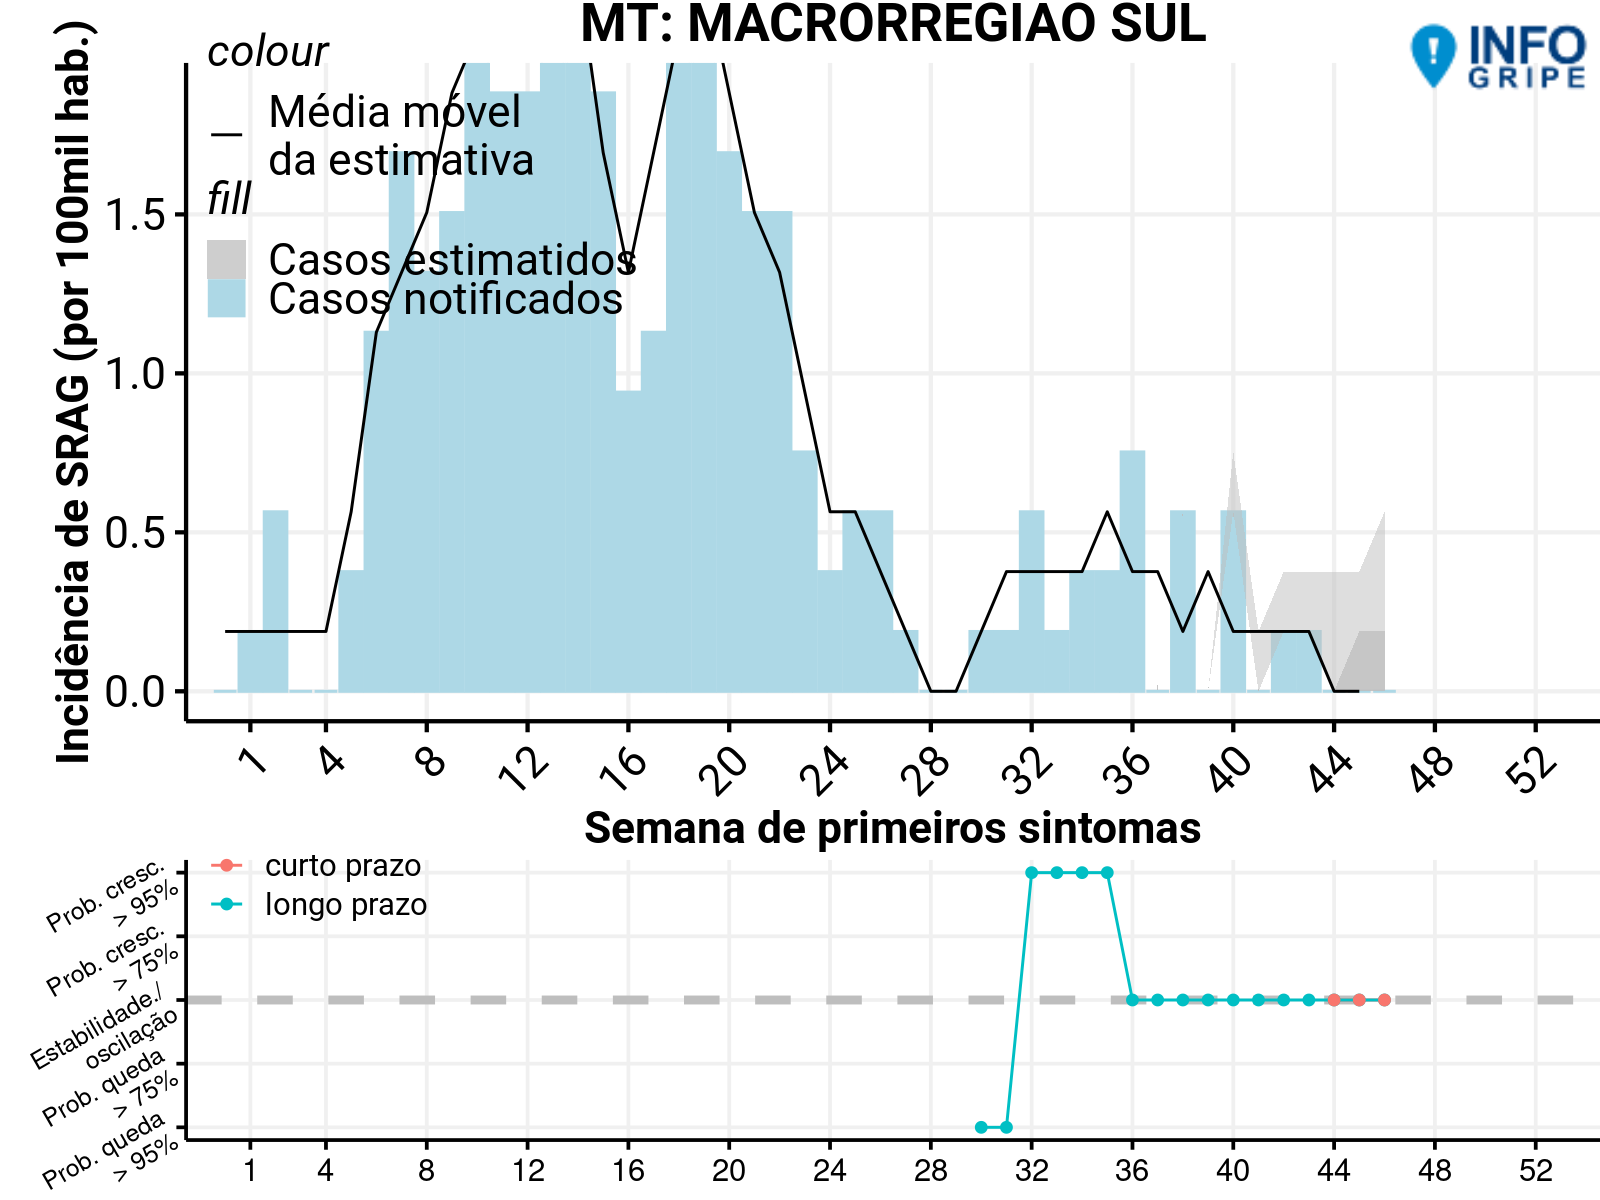 MT: MACRORREGIAO SUL
INFO
GRIPE
Incidência de SRAG (por 100mil hab.)
colour
Média móvel
da estimativa
fill
Casos estimatidos
Casos notificados
1.5
1.0
0.5
0.0
1 4 8 12 16 20 24 28 32 36 40 44 48 52
Semana de primeiros sintomas
curto prazo
longo prazo
Prob. cresc.
> 95%
Prob. cresc.
> 75%
Estabilidade./
oscilação
Prob. queda
> 75%
Prob. queda
> 95%
1 4 8 12 16 20 24 28 32 36 40 44 48 52